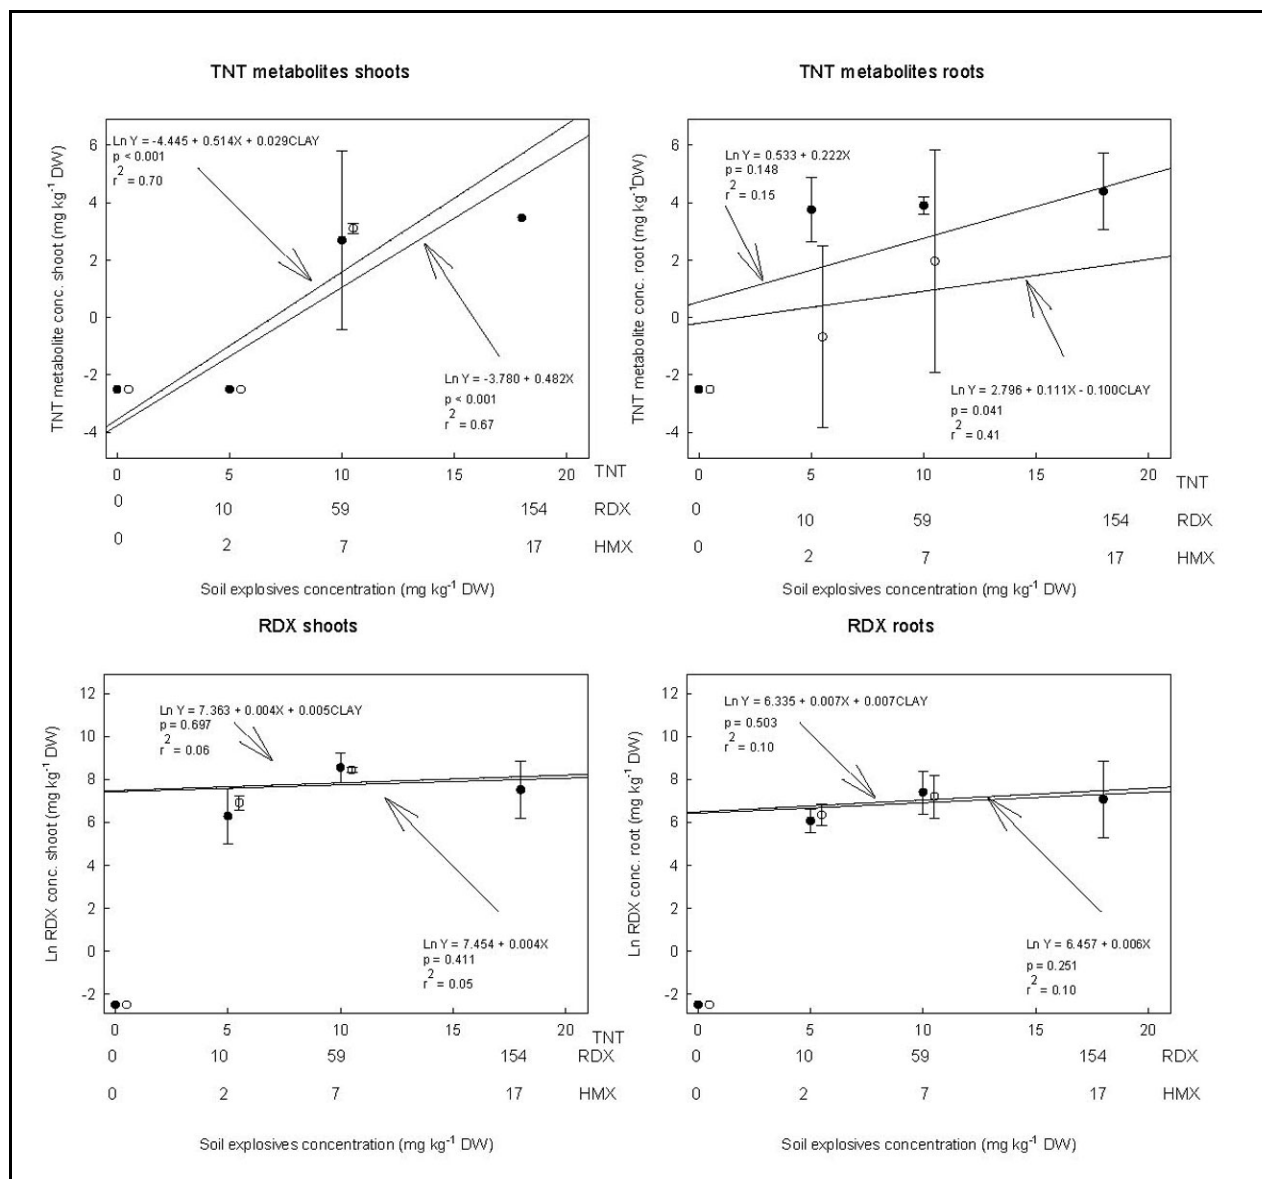 TNT metabolites shoots
TNT metabolite conc. shoot (mg kg-1 DW)
6
4
2
0
-2
-4
Ln Y = -4.445 + 0.514X + 0.029CLAY
p < 0.001
r2 = 0.70
Ln Y = -3.780 + 0.482X
p < 0.001
r2 = 0.67
0 5 10 15 20 TNT
0 10 59 154 RDX
0 2 7 17 HMX
Soil explosives concentration (mg kg-1 DW)
TNT metabolites roots
TNT metabolite conc. root (mg kg-1DW)
6
4
2
0
-2
-4
Ln Y = 0.533 + 0.222X
p = 0.148
r2 = 0.15
Ln Y = 2.796 + 0.111X - 0.100CLAY
p = 0.041
r2 = 0.41
0 5 10 15 20 TNT
0 10 59 154 RDX
0 2 7 17 HMX
Soil explosives concentration (mg kg-1 DW)
RDX shoots
Ln RDX conc. shoot (mg kg-1 DW)
12
10
8
6
4
2
0
-2
Ln Y = 7.363 + 0.004X + 0.005CLAY
p = 0.697
r2 = 0.06
Ln Y = 7.454 + 0.004X
p = 0.411
r2 = 0.05
0 5 10 15 20 TNT
0 10 59 154 RDX
0 2 7 17 HMX
Soil explosives concentration (mg kg-1 DW)
RDX roots
Ln RDX conc. root (mg kg-1 DW)
12
10
8
6
4
2
0
-2
Ln Y = 6.335 + 0.007X + 0.007CLAY
p = 0.503
r2 = 0.10
Ln Y = 6.457 + 0.006X
p = 0.251
r2 = 0.10
0 5 10 15 20
0 10 59 154 RDX
0 2 7 17 HMX
Soil explosives concentration (mg kg-1 DW)